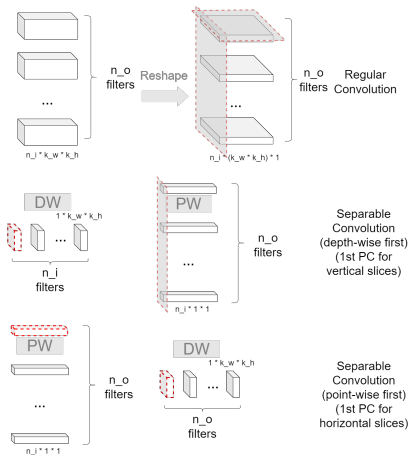 n_o
filters
...
n_i * k_w * k_h
Reshape
n_o
filters
...
n_i * (k_w * k_h) * 1
Regular
Convolution
DW
1 * k_w * k_h
...
n_i
filters
PW
...
n_i * 1 * 1
n_o
filters
Separable
Convolution
(depth-wise first)
(1st PC for
vertical slices)
PW
...
n_i * 1 * 1
n_o
filters
DW
1 * k_w * k_h
...
n_o
filters
Separable
Convolution
(point-wise first)
(1st PC for
horizontal slices)